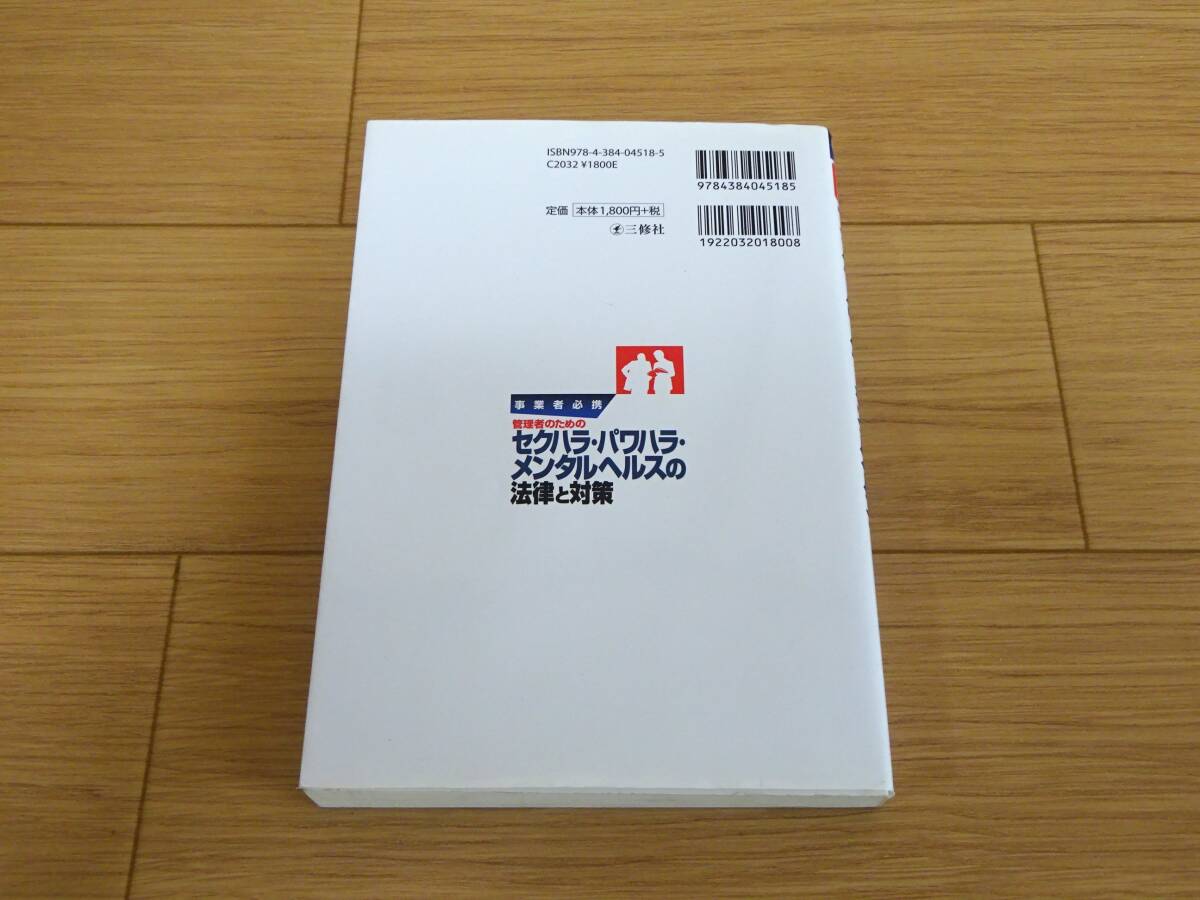 ISBN978-4-384-04518-5
C2032 ¥1800E
9784384045185
定価 本体1,800円+税
三修社
1922032018008
事業者必携
管理者のための
セクハラ・パワハラ・
メンタルヘルスの
法律と対策